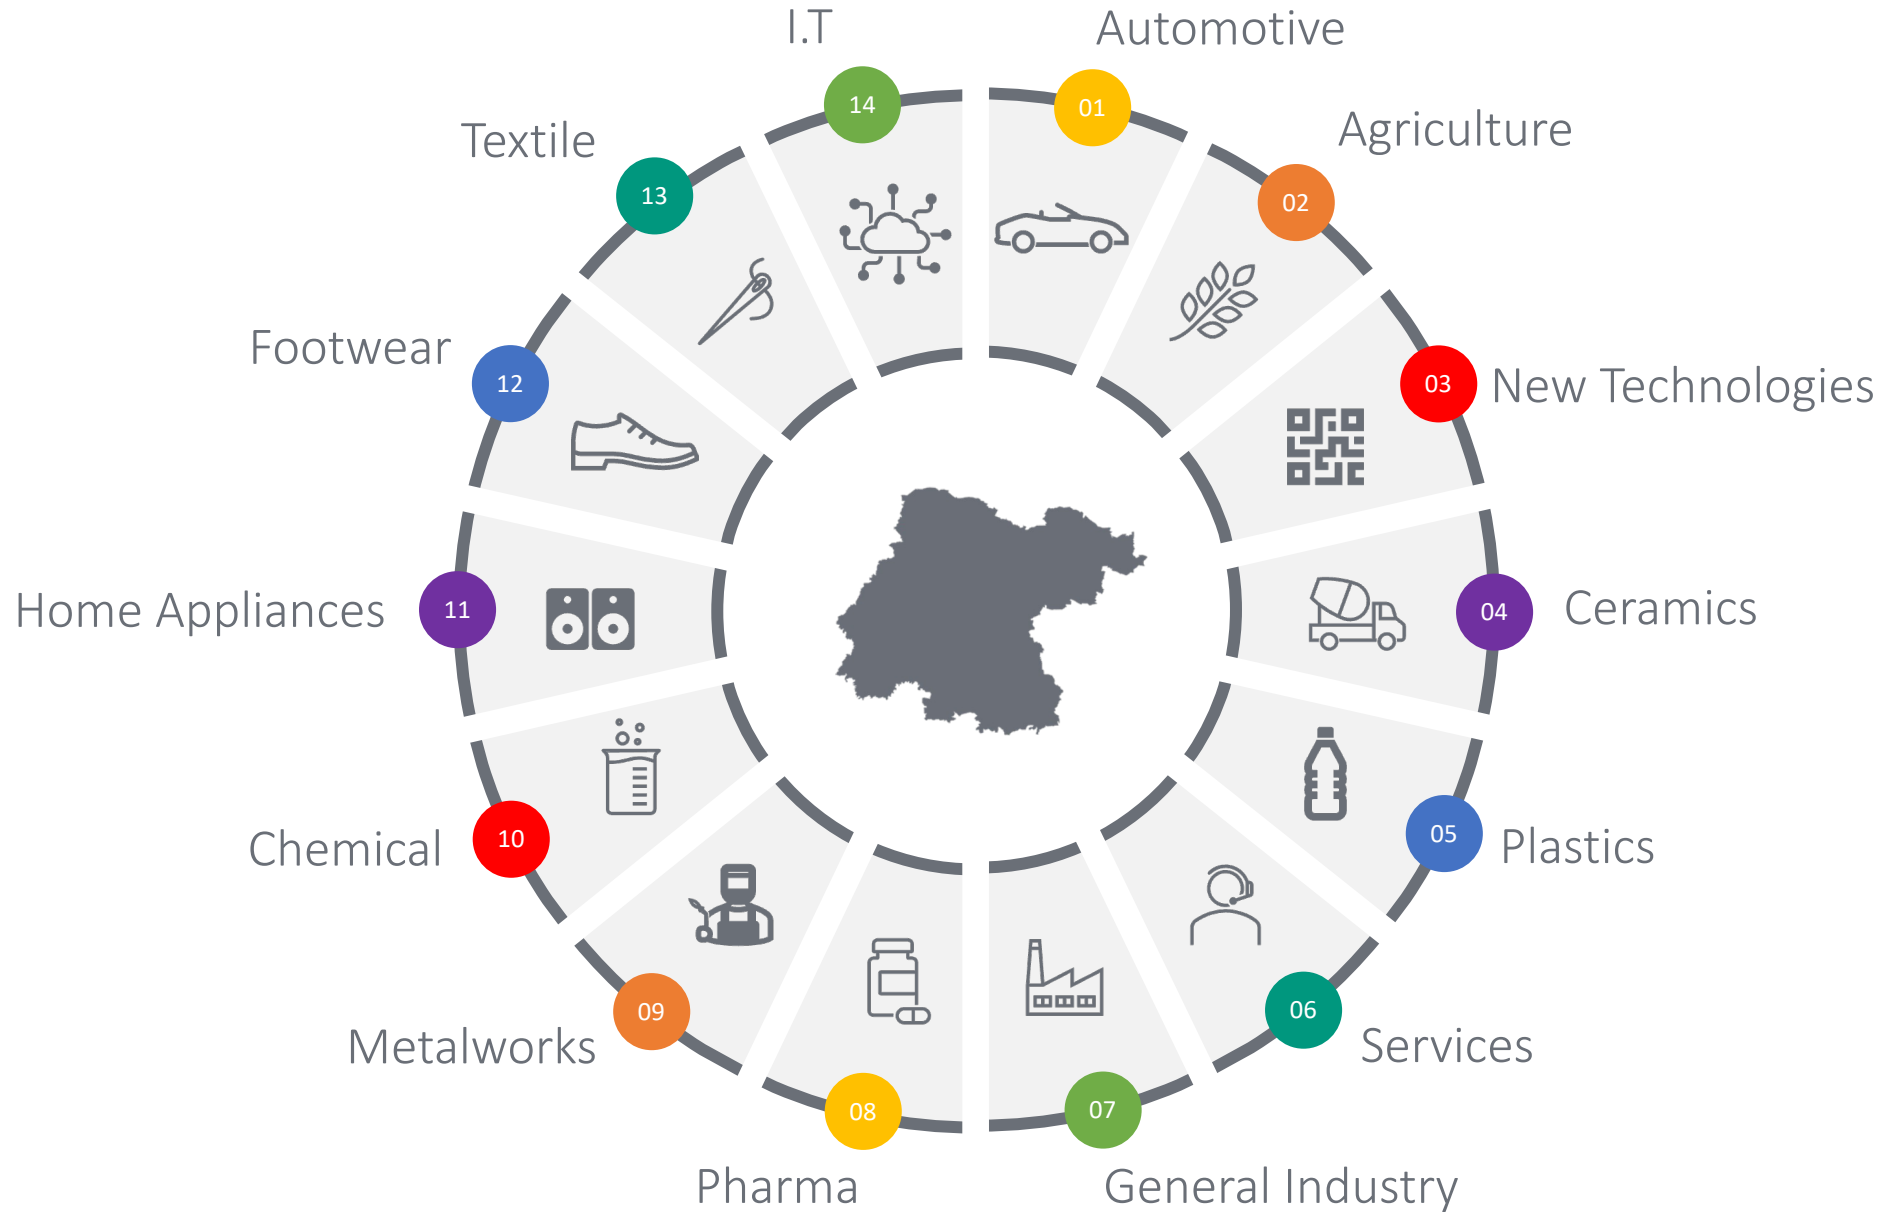 I.T
14
Automotive
01
Agriculture
02
New Technologies
03
Ceramics
04
Plastics
05
Services
06
General Industry
07
Pharma
08
Metalworks
09
Chemical
10
Home Appliances
11
Footwear
12
Textile
13